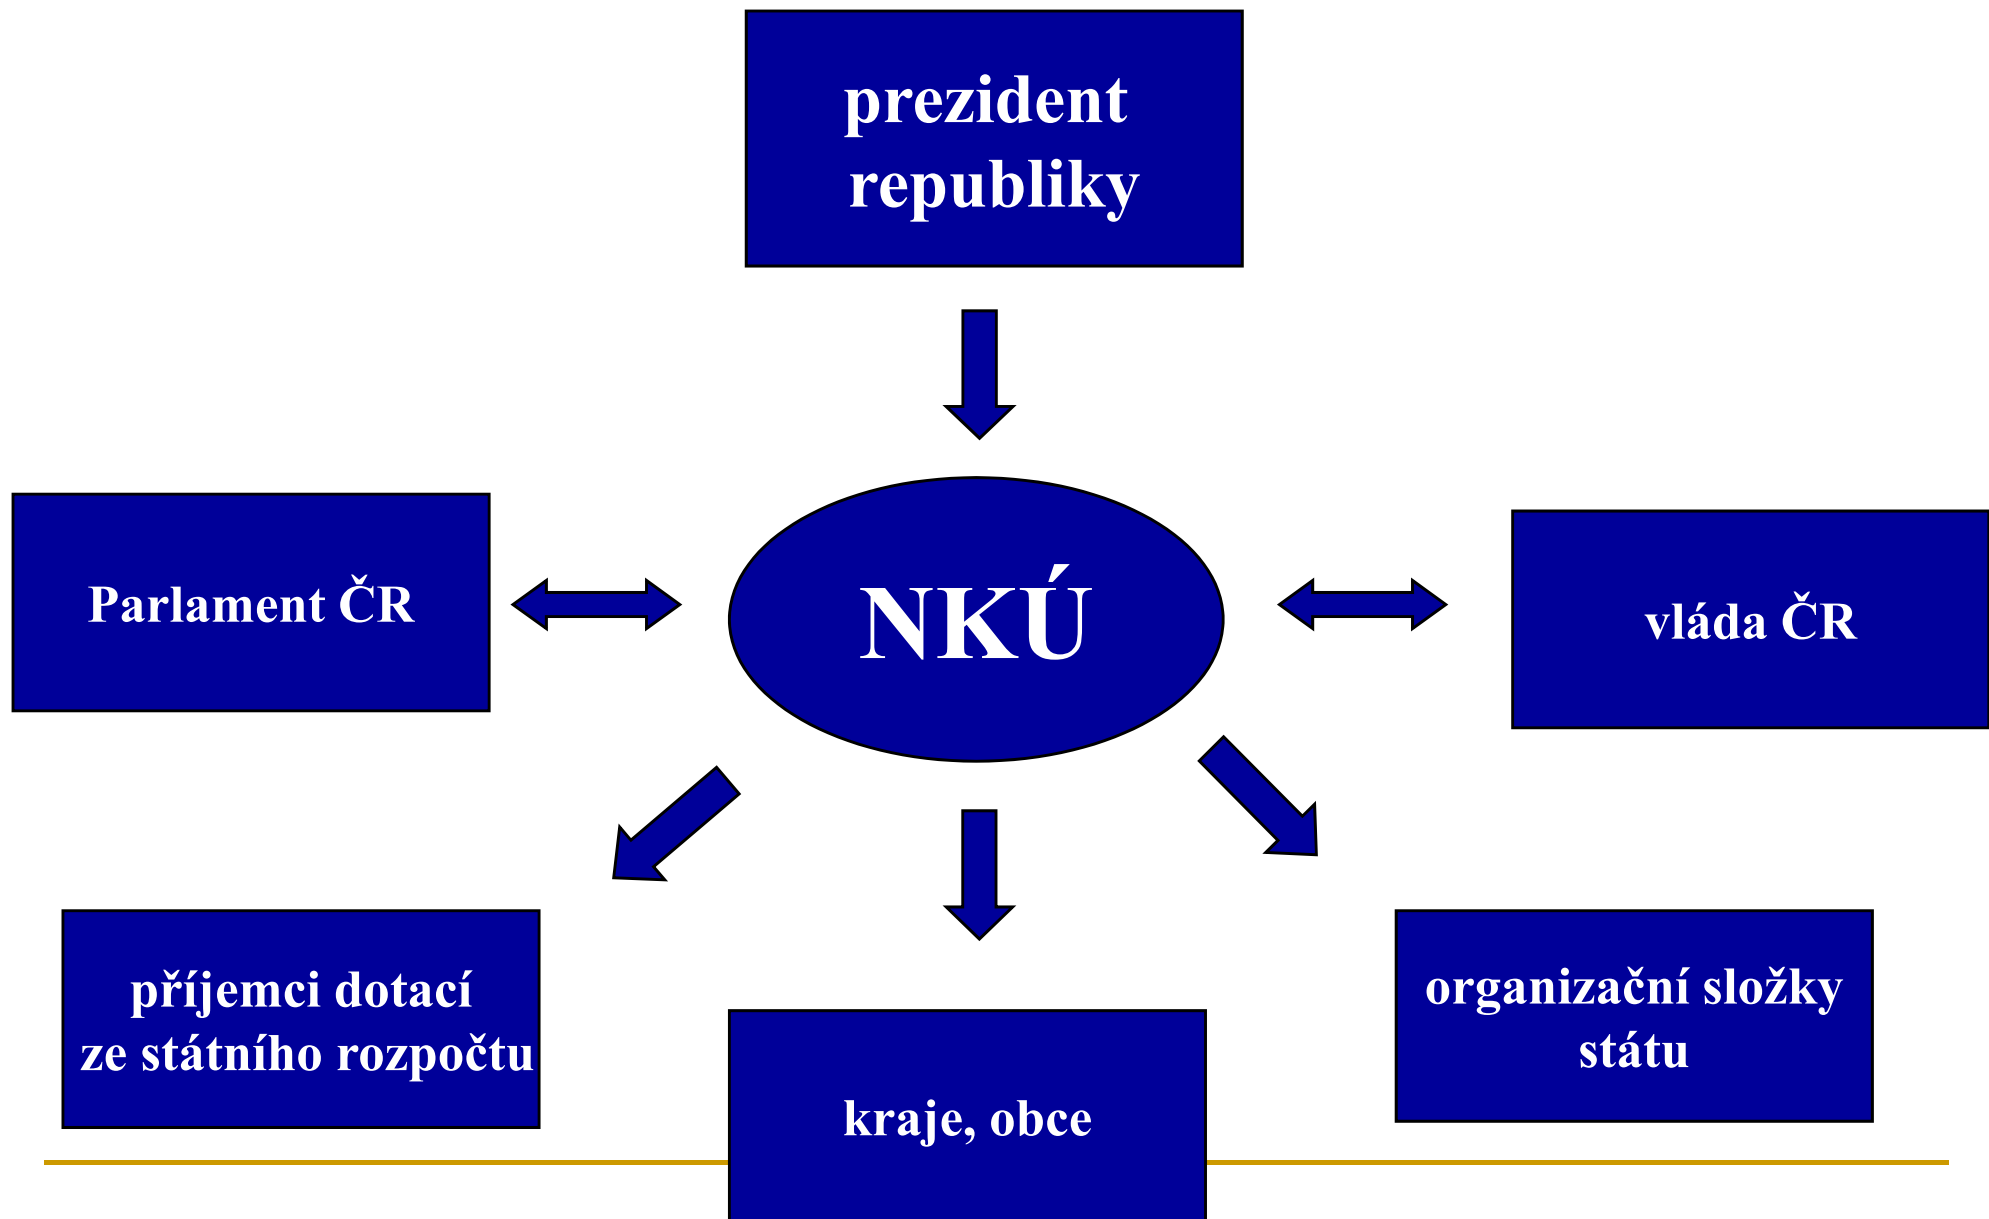 prezident
republiky
Parlament ČR
NKÚ
vláda ČR
příjemci dotací
ze státního rozpočtu
kraje, obce
organizační složky
státu